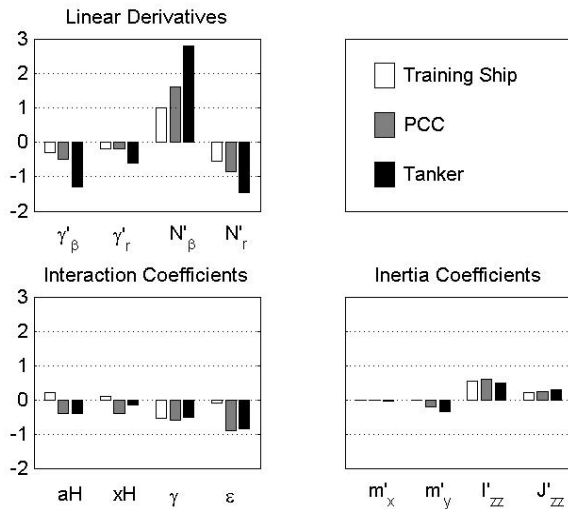 Linear Derivatives
3
2
1
0
-1
-2
γ'β γ'r N'β N'r
Training Ship
PCC
Tanker
Interaction Coefficients
3
2
1
0
-1
-2
aH xH γ ε
Inertia Coefficients
m'x m'y I'zz J'zz